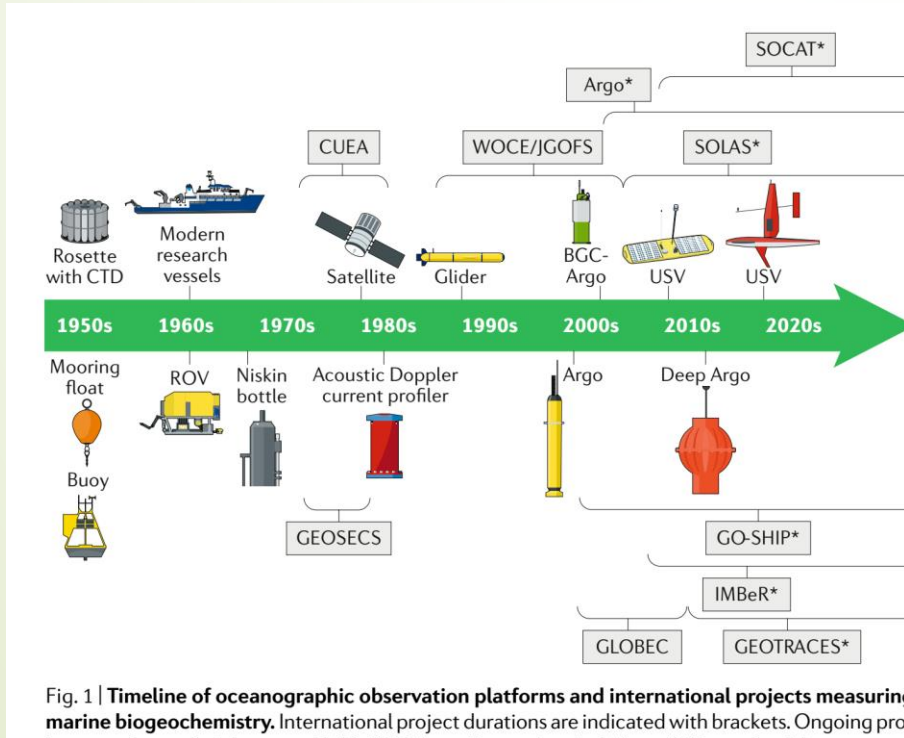 SOCAT*
Argo*
CUEA
WOCE/JGOFS
SOLAS*
Rosette
with CTD
Modern
research
vessels
Satellite
Glider
BGC-
Argo
USV
USV
1950s
1960s
1970s
1980s
1990s
2000s
2010s
2020s
Mooring
float
ROV
Niskin
bottle
Acoustic Doppler
current profiler
Argo
Deep Argo
Buoy
GEOSECS
GO-SHIP*
IMBeR*
GLOBEC
GEOTRACES*
Fig. 1 | Timeline of oceanographic observation platforms and international projects measuring
marine biogeochemistry. International project durations are indicated with brackets. Ongoing pro